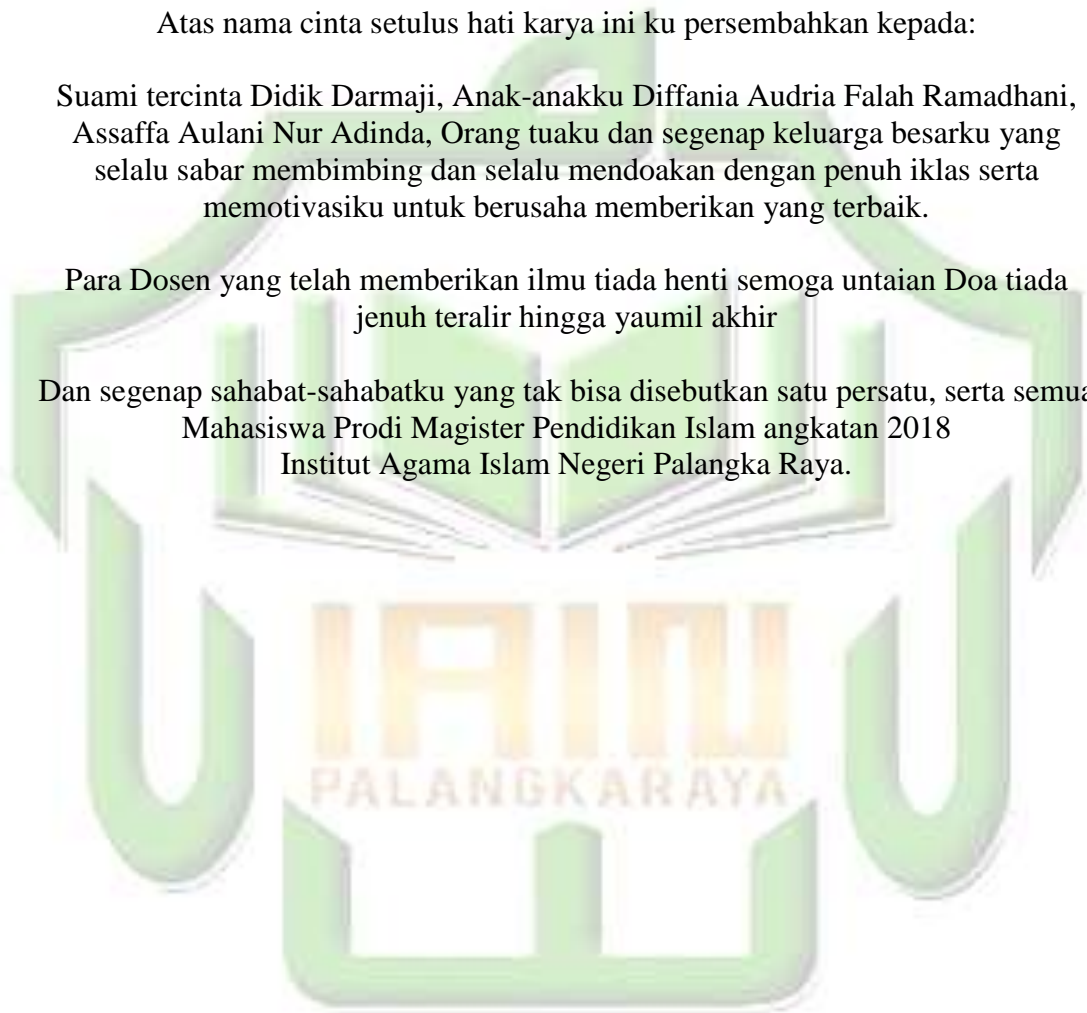 Atas nama cinta setulus hati karya ini ku persembahkan kepada:
Suami tercinta Didik Darmaji, Anak-anakku Diffania Audria Falah Ramadhani,
Assaffa Aulani Nur Adinda, Orang tuaku dan segenap keluarga besarku yang
selalu sabar membimbing dan selalu mendoakan dengan penuh iklas serta
memotivasiku untuk berusaha memberikan yang terbaik.
Para Dosen yang telah memberikan ilmu tiada henti semoga untaian Doa tiada
jenuh teralir hingga yaumil akhir
Dan segenap sahabat-sahabatku yang tak bisa disebutkan satu persatu, serta semua
Mahasiswa Prodi Magister Pendidikan Islam angkatan 2018
Institut Agama Islam Negeri Palangka Raya.
IAIN
PALANGKARAYA